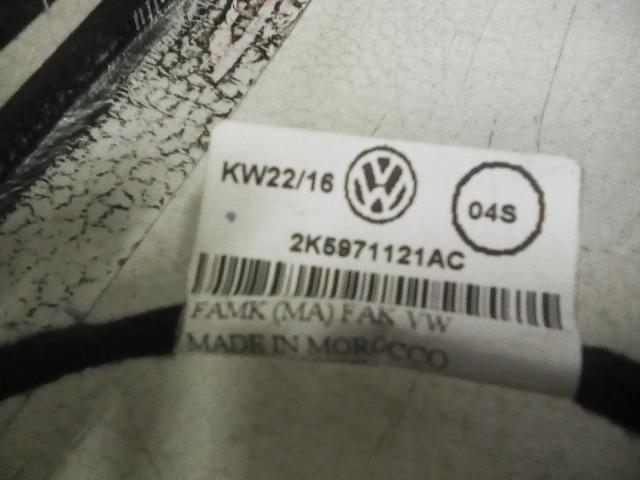 KW22/16
04S
2K5971121AC
FAMK (MA) FAK VW
MADE IN MOROCCO